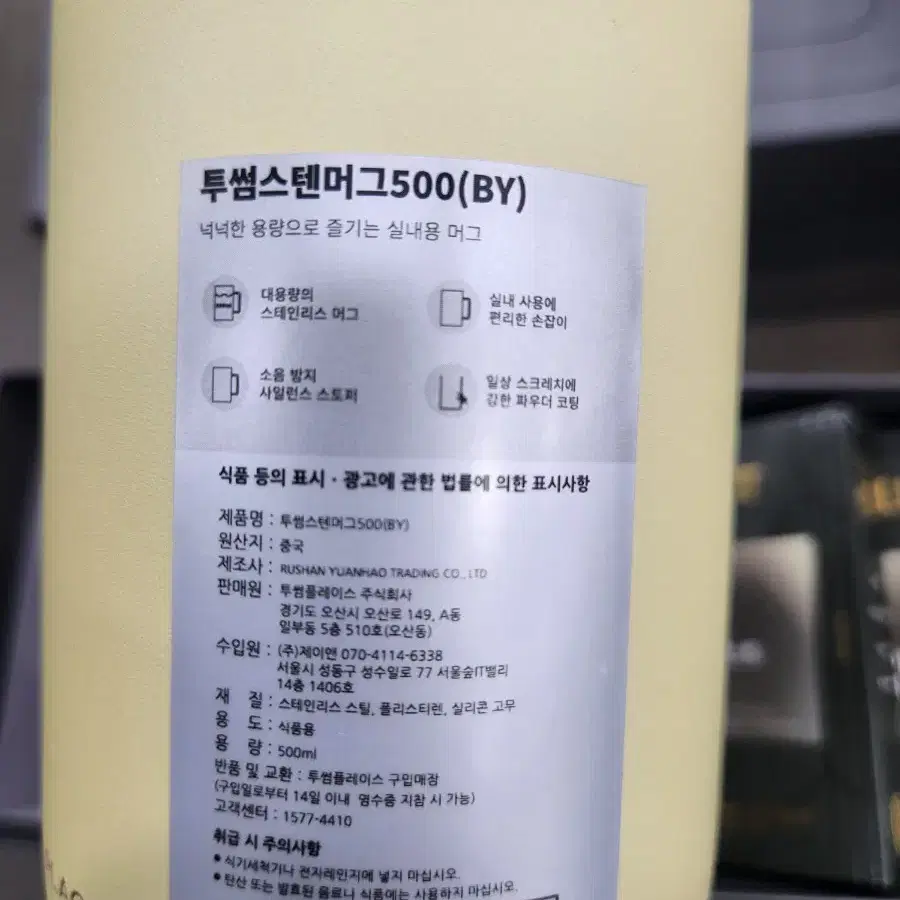 투썸스텐머그500(BY)
넉넉한 용량으로 즐기는 실내용 머그
대용량의
스테인리스 머그
실내 사용에
편리한 손잡이
소음 방지
사일런스 스토퍼
일상 스크레치에
강한 파우더 코팅
식품 등의 표시 · 광고에 관한 법률에 의한 표시사항
제품명 : 투썸스텐머그500(BY)
원산지 : 중국
제조사 : RUSHAN YUANHAO TRADING CO., LTD
판매원 : 투썸플레이스 주식회사
경기도 오산시 오산로 149, A동
일부동 5층 510호(오산동)
수입원 : (주)제이앤 070-4114-6338
서울시 성동구 성수일로 77 서울숲IT밸리
14층 1406호
재 질 : 스테인리스 스틸, 폴리스티렌, 실리콘 고무
용 도 : 식품용
용 량 : 500ml
반품 및 교환 : 투썸플레이스 구입매장
(구입일로부터 14일 이내 영수증 지참 시 가능)
고객센터 : 1577-4410
취급 시 주의사항
• 식기세척기나 전자레인지에 넣지 마십시오.
• 탄산 또는 발효된 음료나 식품에는 사용하지 마십시오.